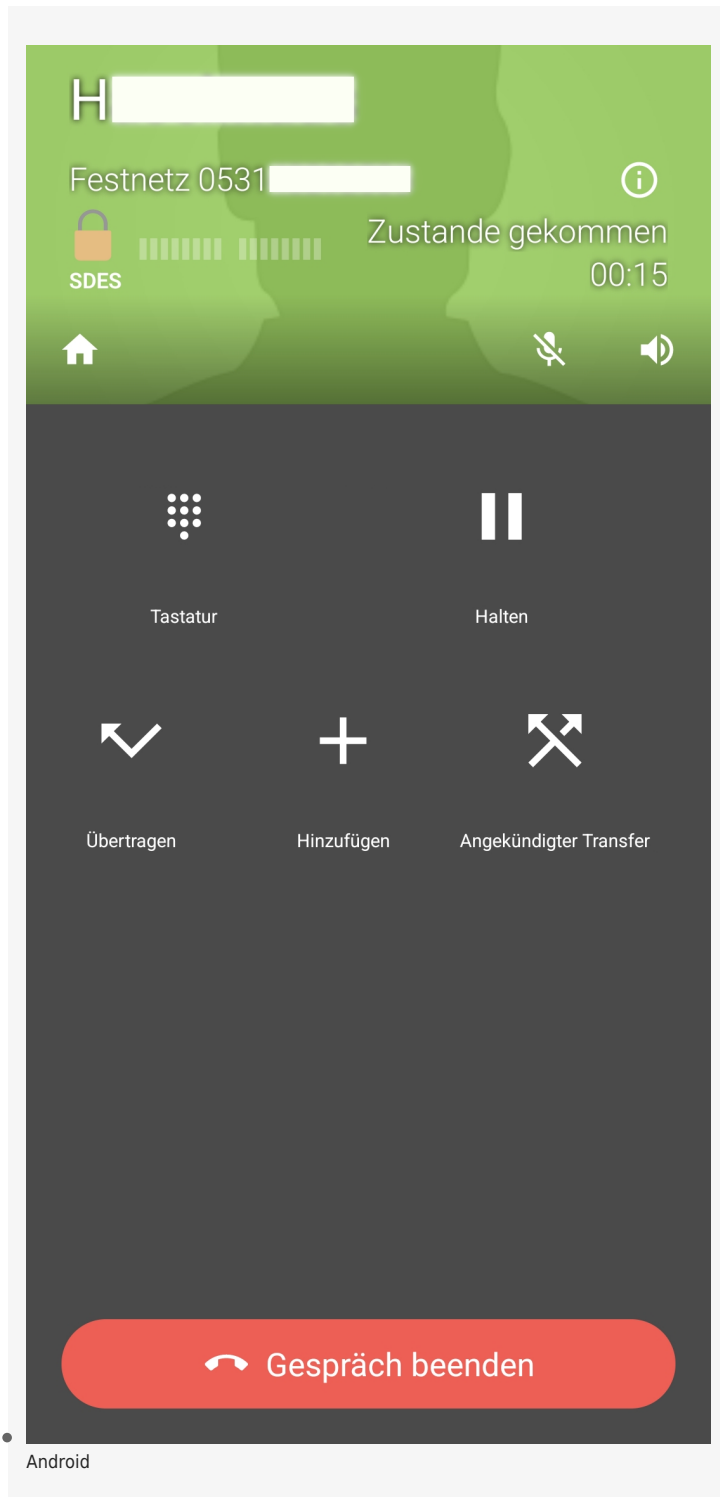 H
Festnetz 0531
Zustande gekommen
SDES
00:15
Tastatur
Halten
Übertragen
Hinzufügen
Angekündigter Transfer
Gespräch beenden
Android